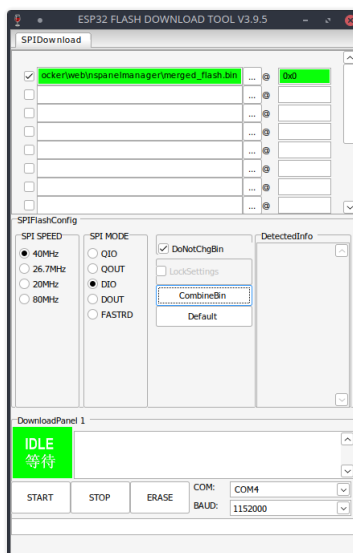 ESP32 FLASH DOWNLOAD TOOL V3.9.5
SPIDownload
ocker\web\nspanelmanager\merged_flash.bin ... @ 0x0
... @
... @
... @
... @
... @
... @
... @
SPIFlashConfig
SPI SPEED
40MHz
26.7MHz
20MHz
80MHz
SPI MODE
QIO
QOUT
DIO
DOUT
FASTRD
DoNotChgBin
LockSettings
CombineBin
Default
DetectedInfo
DownloadPanel 1
IDLE
等待
START
STOP
ERASE
COM: COM4
BAUD: 1152000